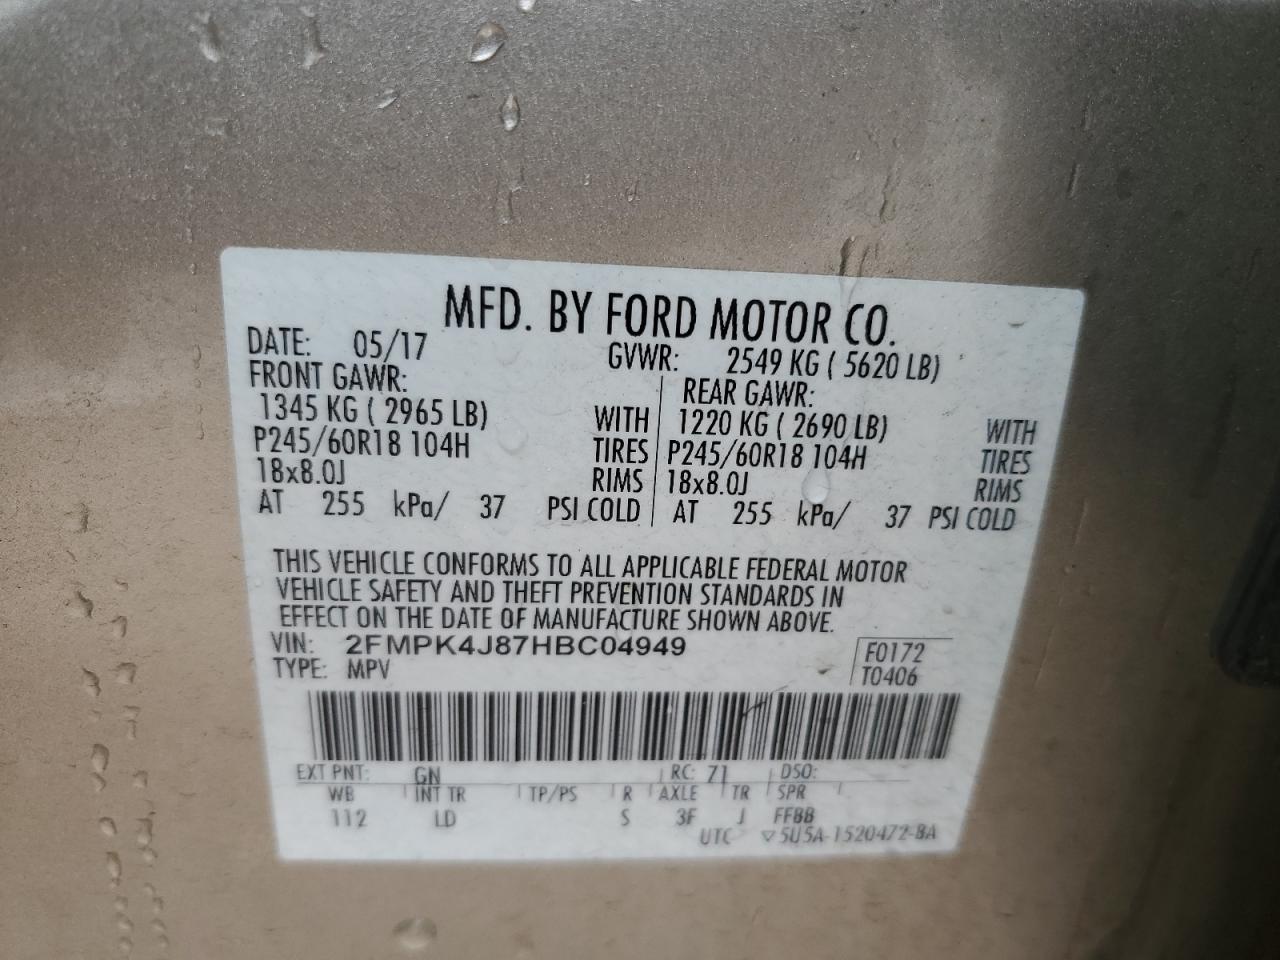 MFD. BY FORD MOTOR CO.
DATE: 05/17 GVWR: 2549 KG ( 5620 LB)
FRONT GAWR: REAR GAWR:
1345 KG ( 2965 LB) WITH 1220 KG ( 2690 LB) WITH
P245/60R18 104H TIRES P245/60R18 104H TIRES
18x8.0J RIMS 18x8.0J RIMS
AT 255 kPa/ 37 PSI COLD AT 255 kPa/ 37 PSI COLD
THIS VEHICLE CONFORMS TO ALL APPLICABLE FEDERAL MOTOR
VEHICLE SAFETY AND THEFT PREVENTION STANDARDS IN
EFFECT ON THE DATE OF MANUFACTURE SHOWN ABOVE.
VIN: 2FMPK4J87HBC04949 F0172
TYPE: MPV T0406
EXT PNT: GN RC: 71 DSO:
WB INT TR TP/PS R AXLE TR SPR
112 LD S 3F J FFBB
UTC ▽5U5A-1520472-BA